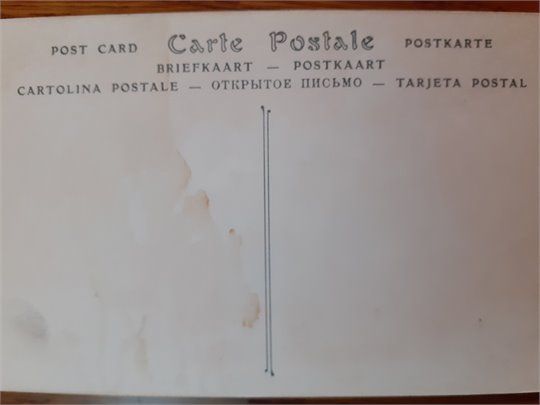 POST CARD Carte Postale POSTKARTE
BRIEFKAART — POSTKAART
CARTOLINA POSTALE — ОТКРЫТОЕ ПИСЬМО — TARJETA POSTAL